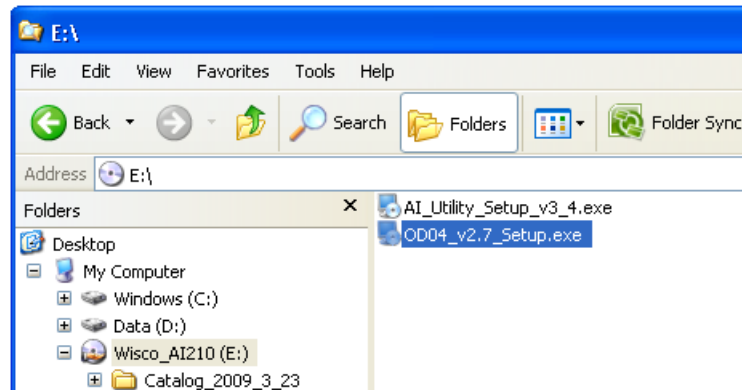 E:\
File Edit View Favorites Tools Help
Back Search Folders Folder Sync
Address E:\
Folders x
AI_Utility_Setup_v3_4.exe
OD04_v2.7_Setup.exe
Desktop
My Computer
Windows (C:)
Data (D:)
Wisco_AI210 (E:)
Catalog_2009_3_23